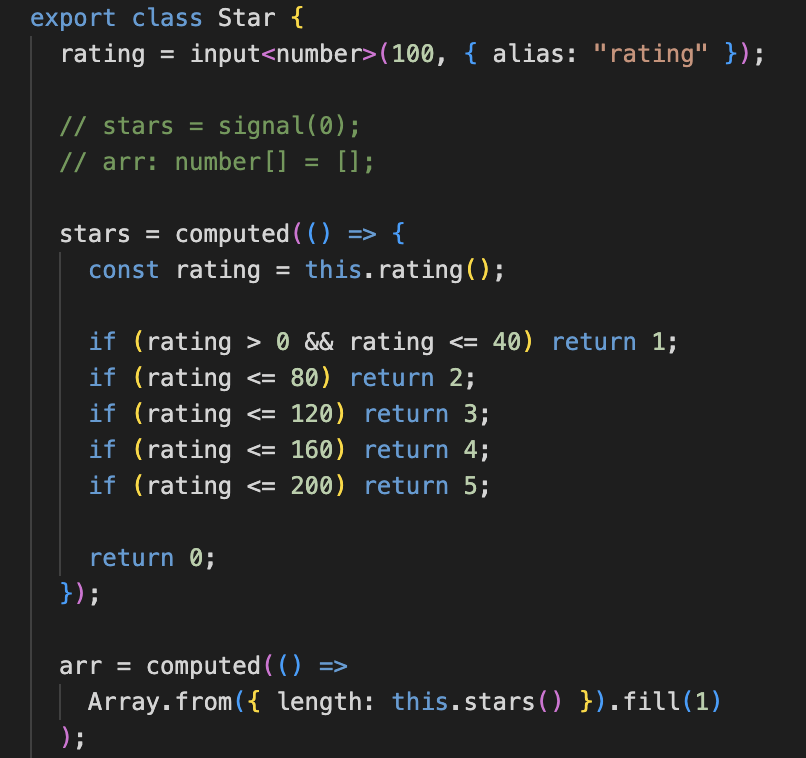 export class Star {
rating = input<number>(100, { alias: "rating" });
// stars = signal(0);
// arr: number[] = [];
stars = computed(() => {
const rating = this.rating();
if (rating > 0 && rating <= 40) return 1;
if (rating <= 80) return 2;
if (rating <= 120) return 3;
if (rating <= 160) return 4;
if (rating <= 200) return 5;
return 0;
});
arr = computed(() =>
Array.from({ length: this.stars() }).fill(1)
);